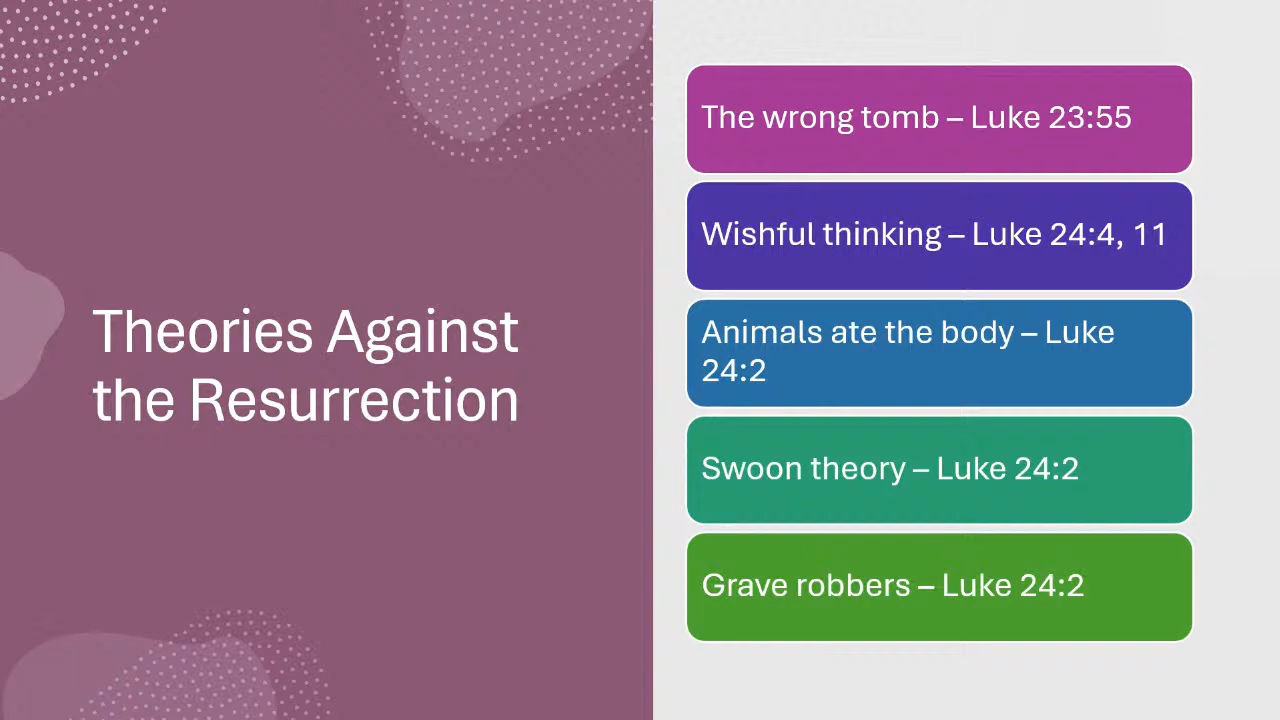 Theories Against
the Resurrection
The wrong tomb – Luke 23:55
Wishful thinking – Luke 24:4, 11
Animals ate the body – Luke
24:2
Swoon theory – Luke 24:2
Grave robbers – Luke 24:2